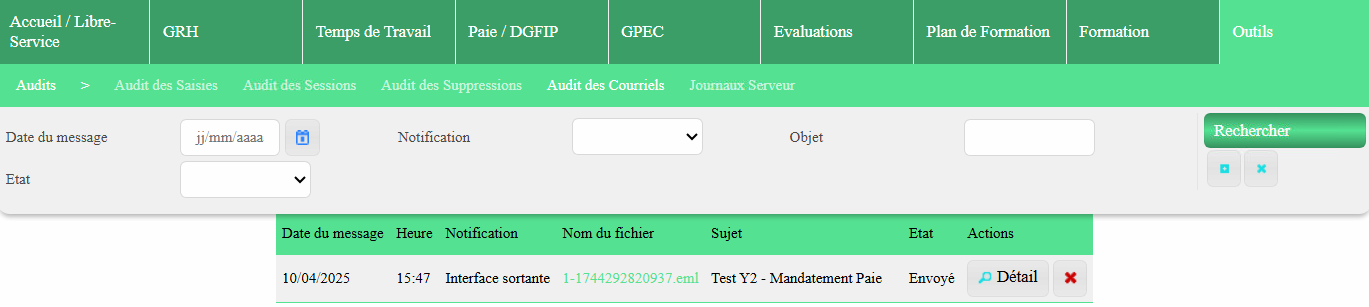 Accueil / Libre-Service GRH Temps de Travail Paie / DGFIP GPEC Evaluations Plan de Formation Formation Outils
Audits > Audit des Saisies Audit des Sessions Audit des Suppressions Audit des Courriels Journaux Serveur
Date du message jj/mm/aaaa Notification Objet Rechercher
Etat
Date du message Heure Notification Nom du fichier Sujet Etat Actions
10/04/2025 15:47 Interface sortante 1-1744292820937.eml Test Y2 - Mandatement Paie Envoyé Détail